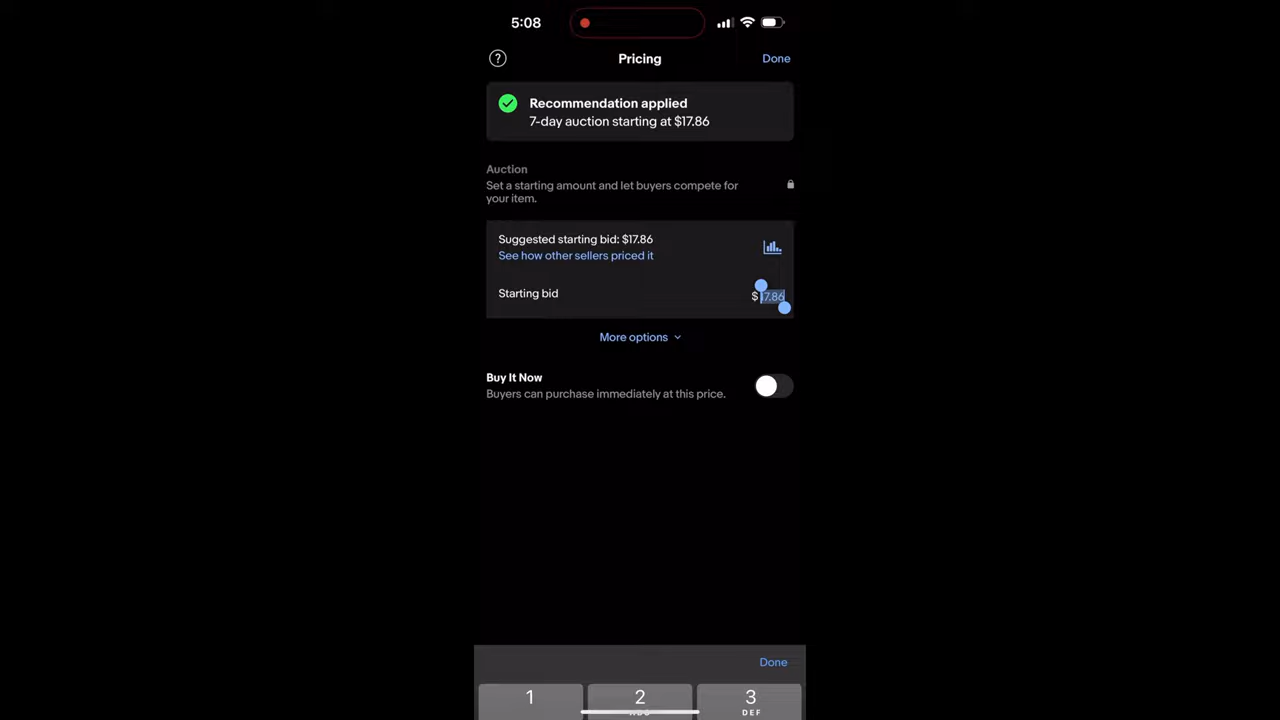 5:08
?
Pricing
Done
Recommendation applied
7-day auction starting at $17.86
Auction
Set a starting amount and let buyers compete for
your item.
Suggested starting bid: $17.86
See how other sellers priced it
Starting bid
$ 17.86
More options
Buy It Now
Buyers can purchase immediately at this price.
Done
1
2
3
DEF